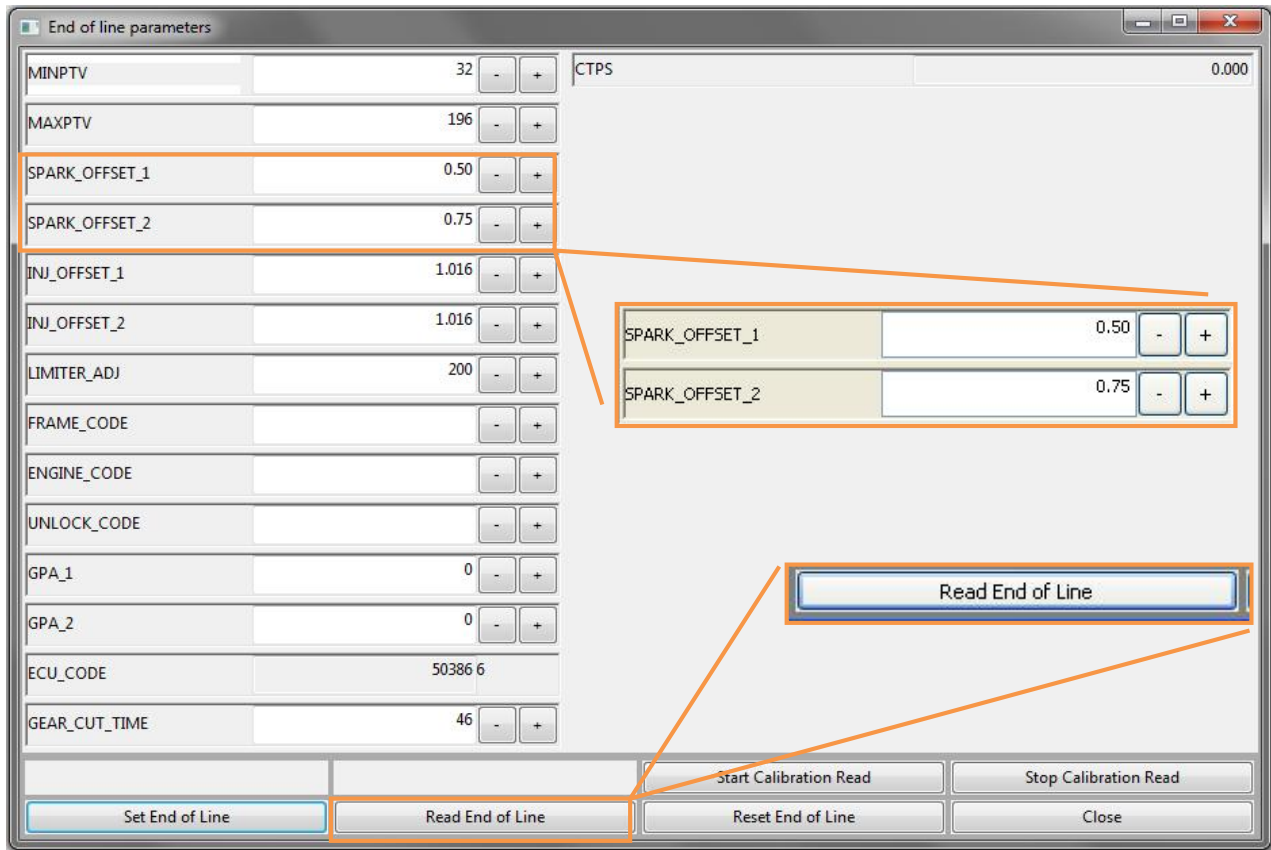 End of line parameters
MINPTV 32 - +
CTPS 0.000
MAXPTV 196 - +
SPARK_OFFSET_1 0.50 - +
SPARK_OFFSET_2 0.75 - +
INJ_OFFSET_1 1.016 - +
INJ_OFFSET_2 1.016 - +
SPARK_OFFSET_1 0.50 - +
SPARK_OFFSET_2 0.75 - +
LIMITER_ADJ 200 - +
FRAME_CODE - +
ENGINE_CODE - +
UNLOCK_CODE - +
GPA_1 0 - +
Read End of Line
GPA_2 0 - +
ECU_CODE 50386 6
GEAR_CUT_TIME 46 - +
Start Calibration Read Stop Calibration Read
Set End of Line Read End of Line Reset End of Line Close